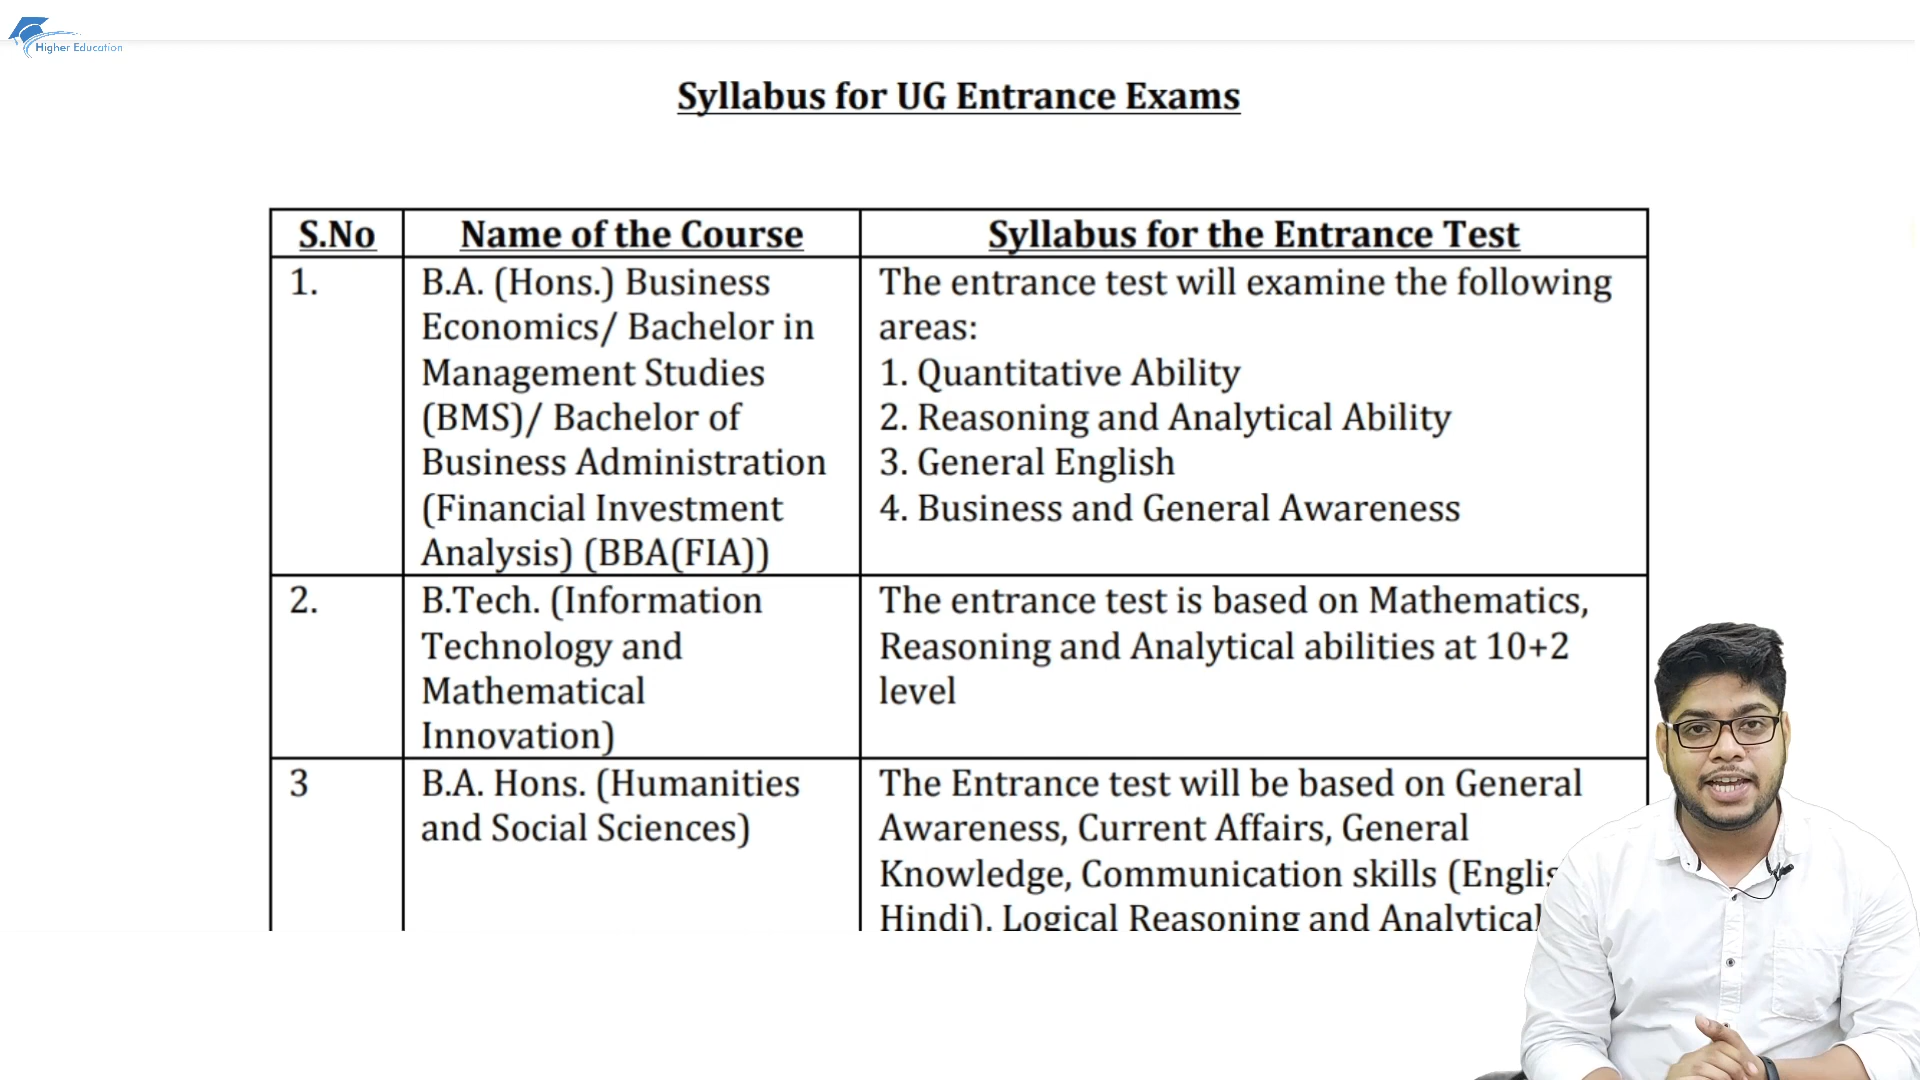 Higher Education
Syllabus for UG Entrance Exams
S.No
Name of the Course
Syllabus for the Entrance Test
1.
B.A. (Hons.) Business
Economics/ Bachelor in
Management Studies
(BMS)/ Bachelor of
Business Administration
(Financial Investment
Analysis) (BBA(FIA))
The entrance test will examine the following
areas:
1. Quantitative Ability
2. Reasoning and Analytical Ability
3. General English
4. Business and General Awareness
2.
B.Tech. (Information
Technology and
Mathematical
Innovation)
The entrance test is based on Mathematics,
Reasoning and Analytical abilities at 10+2
level
3
B.A. Hons. (Humanities
and Social Sciences)
The Entrance test will be based on General
Awareness, Current Affairs, General
Knowledge, Communication skills
Hindi), Logical Reasoning and Analytical